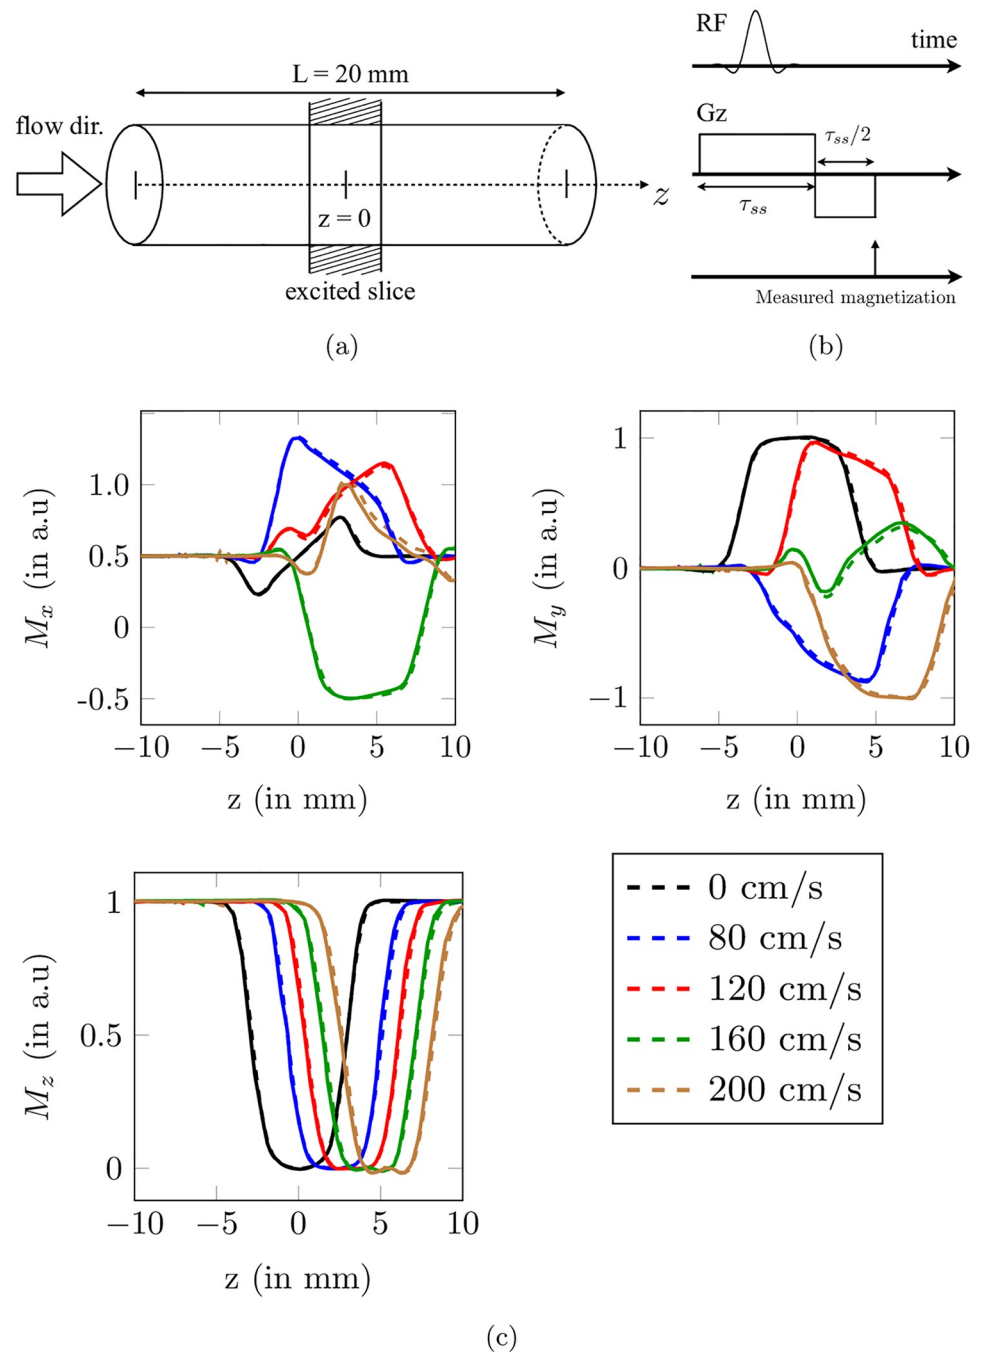 L = 20 mm
flow dir.
z
z = 0
excited slice
(a)
RF
time
Gz
τss/2
τss
Measured magnetization
(b)
Mx (in a.u)
1.0
0.5
0
-0.5
−10 −5 0 5 10
z (in mm)
My (in a.u)
1
0
−1
−10 −5 0 5 10
z (in mm)
Mz (in a.u)
1
0.5
0
−10 −5 0 5 10
z (in mm)
0 cm/s
80 cm/s
120 cm/s
160 cm/s
200 cm/s
(c)